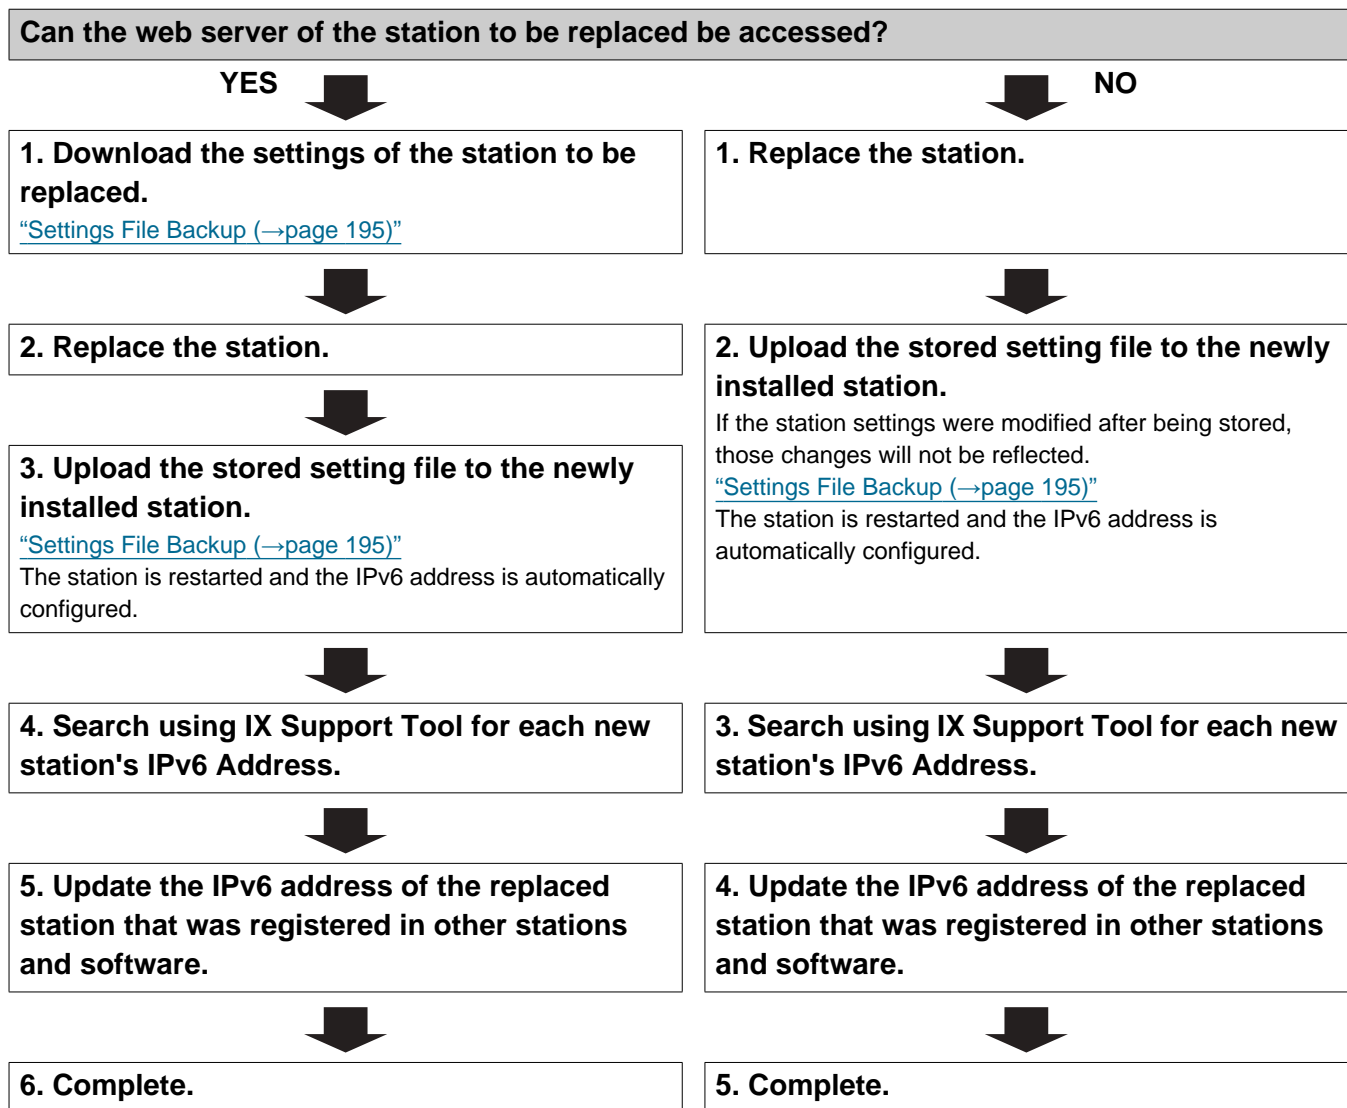 Can the web server of the station to be replaced be accessed?
YES
NO
1. Download the settings of the station to be
replaced.
“Settings File Backup (→page 195)”
2. Replace the station.
3. Upload the stored setting file to the newly
installed station.
“Settings File Backup (→page 195)”
The station is restarted and the IPv6 address is automatically
configured.
4. Search using IX Support Tool for each new
station's IPv6 Address.
5. Update the IPv6 address of the replaced
station that was registered in other stations
and software.
6. Complete.
1. Replace the station.
2. Upload the stored setting file to the newly
installed station.
If the station settings were modified after being stored,
those changes will not be reflected.
“Settings File Backup (→page 195)”
The station is restarted and the IPv6 address is
automatically configured.
3. Search using IX Support Tool for each new
station's IPv6 Address.
4. Update the IPv6 address of the replaced
station that was registered in other stations
and software.
5. Complete.